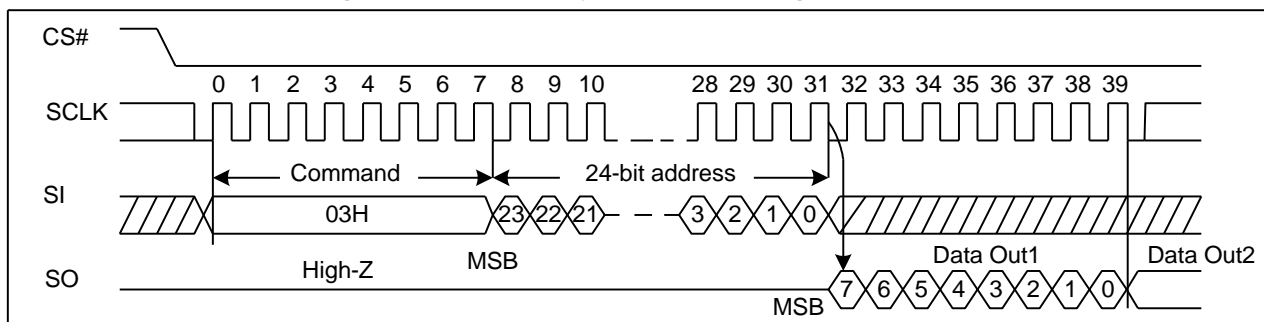 CS#
0 1 2 3 4 5 6 7 8 9 10 28 29 30 31 32 33 34 35 36 37 38 39
SCLK
Command 24-bit address
SI
03H 23 22 21 3 2 1 0
High-Z MSB Data Out1 Data Out2
SO
MSB 7 6 5 4 3 2 1 0